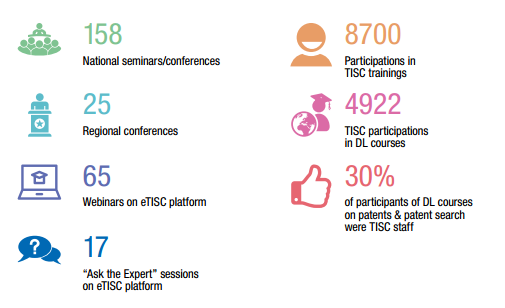 158
National seminars/conferences
25
Regional conferences
65
Webinars on eTISC platform
?
17
“Ask the Expert” sessions
on eTISC platform
8700
Participations in
TISC trainings
4922
TISC participations
in DL courses
30%
of participants of DL courses
on patents & patent search
were TISC staff